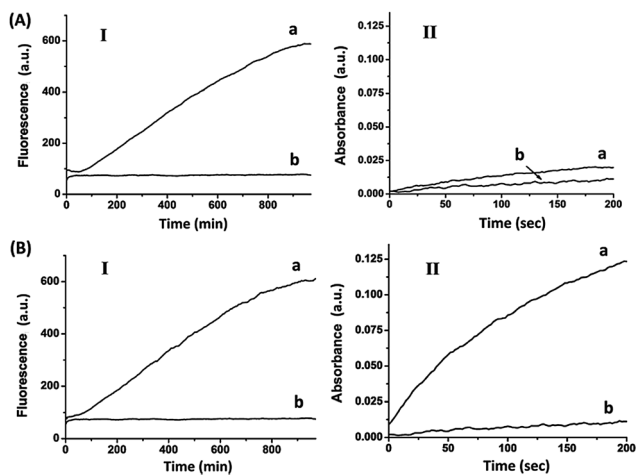 (A)
I
a
b
Fluorescence (a.u.)
600
400
200
0
0 200 400 600 800
Time (min)
II
b a
Absorbance (a.u.)
0.125
0.100
0.075
0.050
0.025
0.000
0 50 100 150 200
Time (sec)
(B)
I
a
b
Fluorescence (a.u.)
600
400
200
0
0 200 400 600 800
Time (min)
II
a
b
Absorbance (a.u.)
0.125
0.100
0.075
0.050
0.025
0.000
0 50 100 150 200
Time (sec)